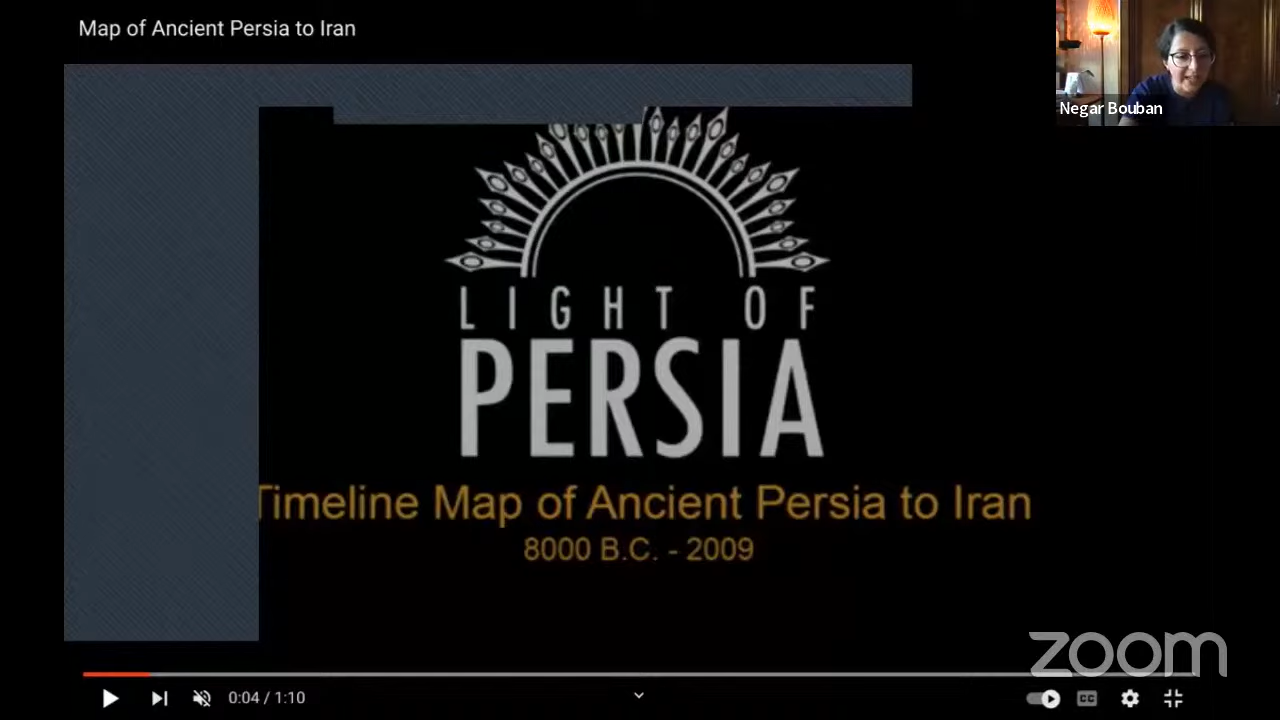 Map of Ancient Persia to Iran
Negar Bouban
LIGHT OF
PERSIA
Timeline Map of Ancient Persia to Iran
8000 B.C. - 2009
zoom
0:04 / 1:10
CC